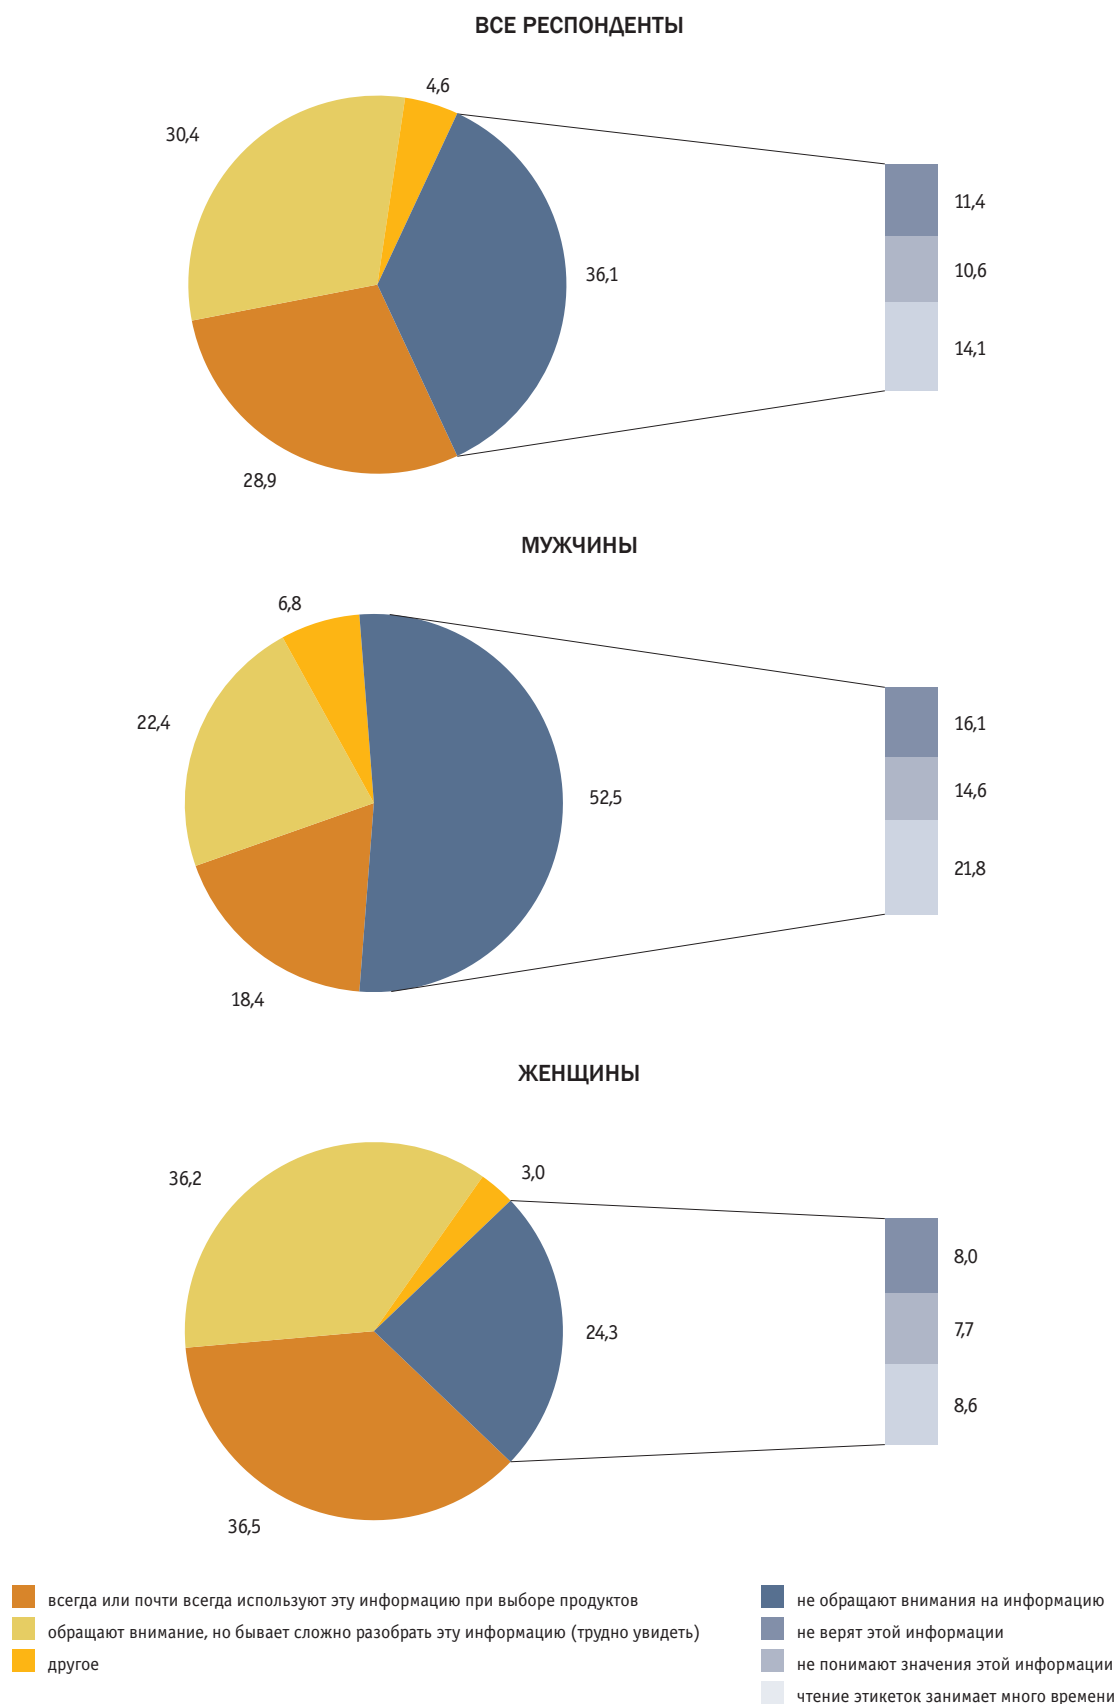 ВСЕ РЕСПОНДЕНТЫ
4,6
30,4
11,4
36,1
10,6
14,1
28,9
МУЖЧИНЫ
6,8
22,4
16,1
52,5
14,6
21,8
18,4
ЖЕНЩИНЫ
36,2
3,0
8,0
24,3
7,7
8,6
36,5
всегда или почти всегда используют эту информацию при выборе продуктов
обращают внимание, но бывает сложно разобрать эту информацию (трудно увидеть)
другое
не обращают внимания на информацию
не верят этой информации
не понимают значения этой информации
чтение этикеток занимает много времени